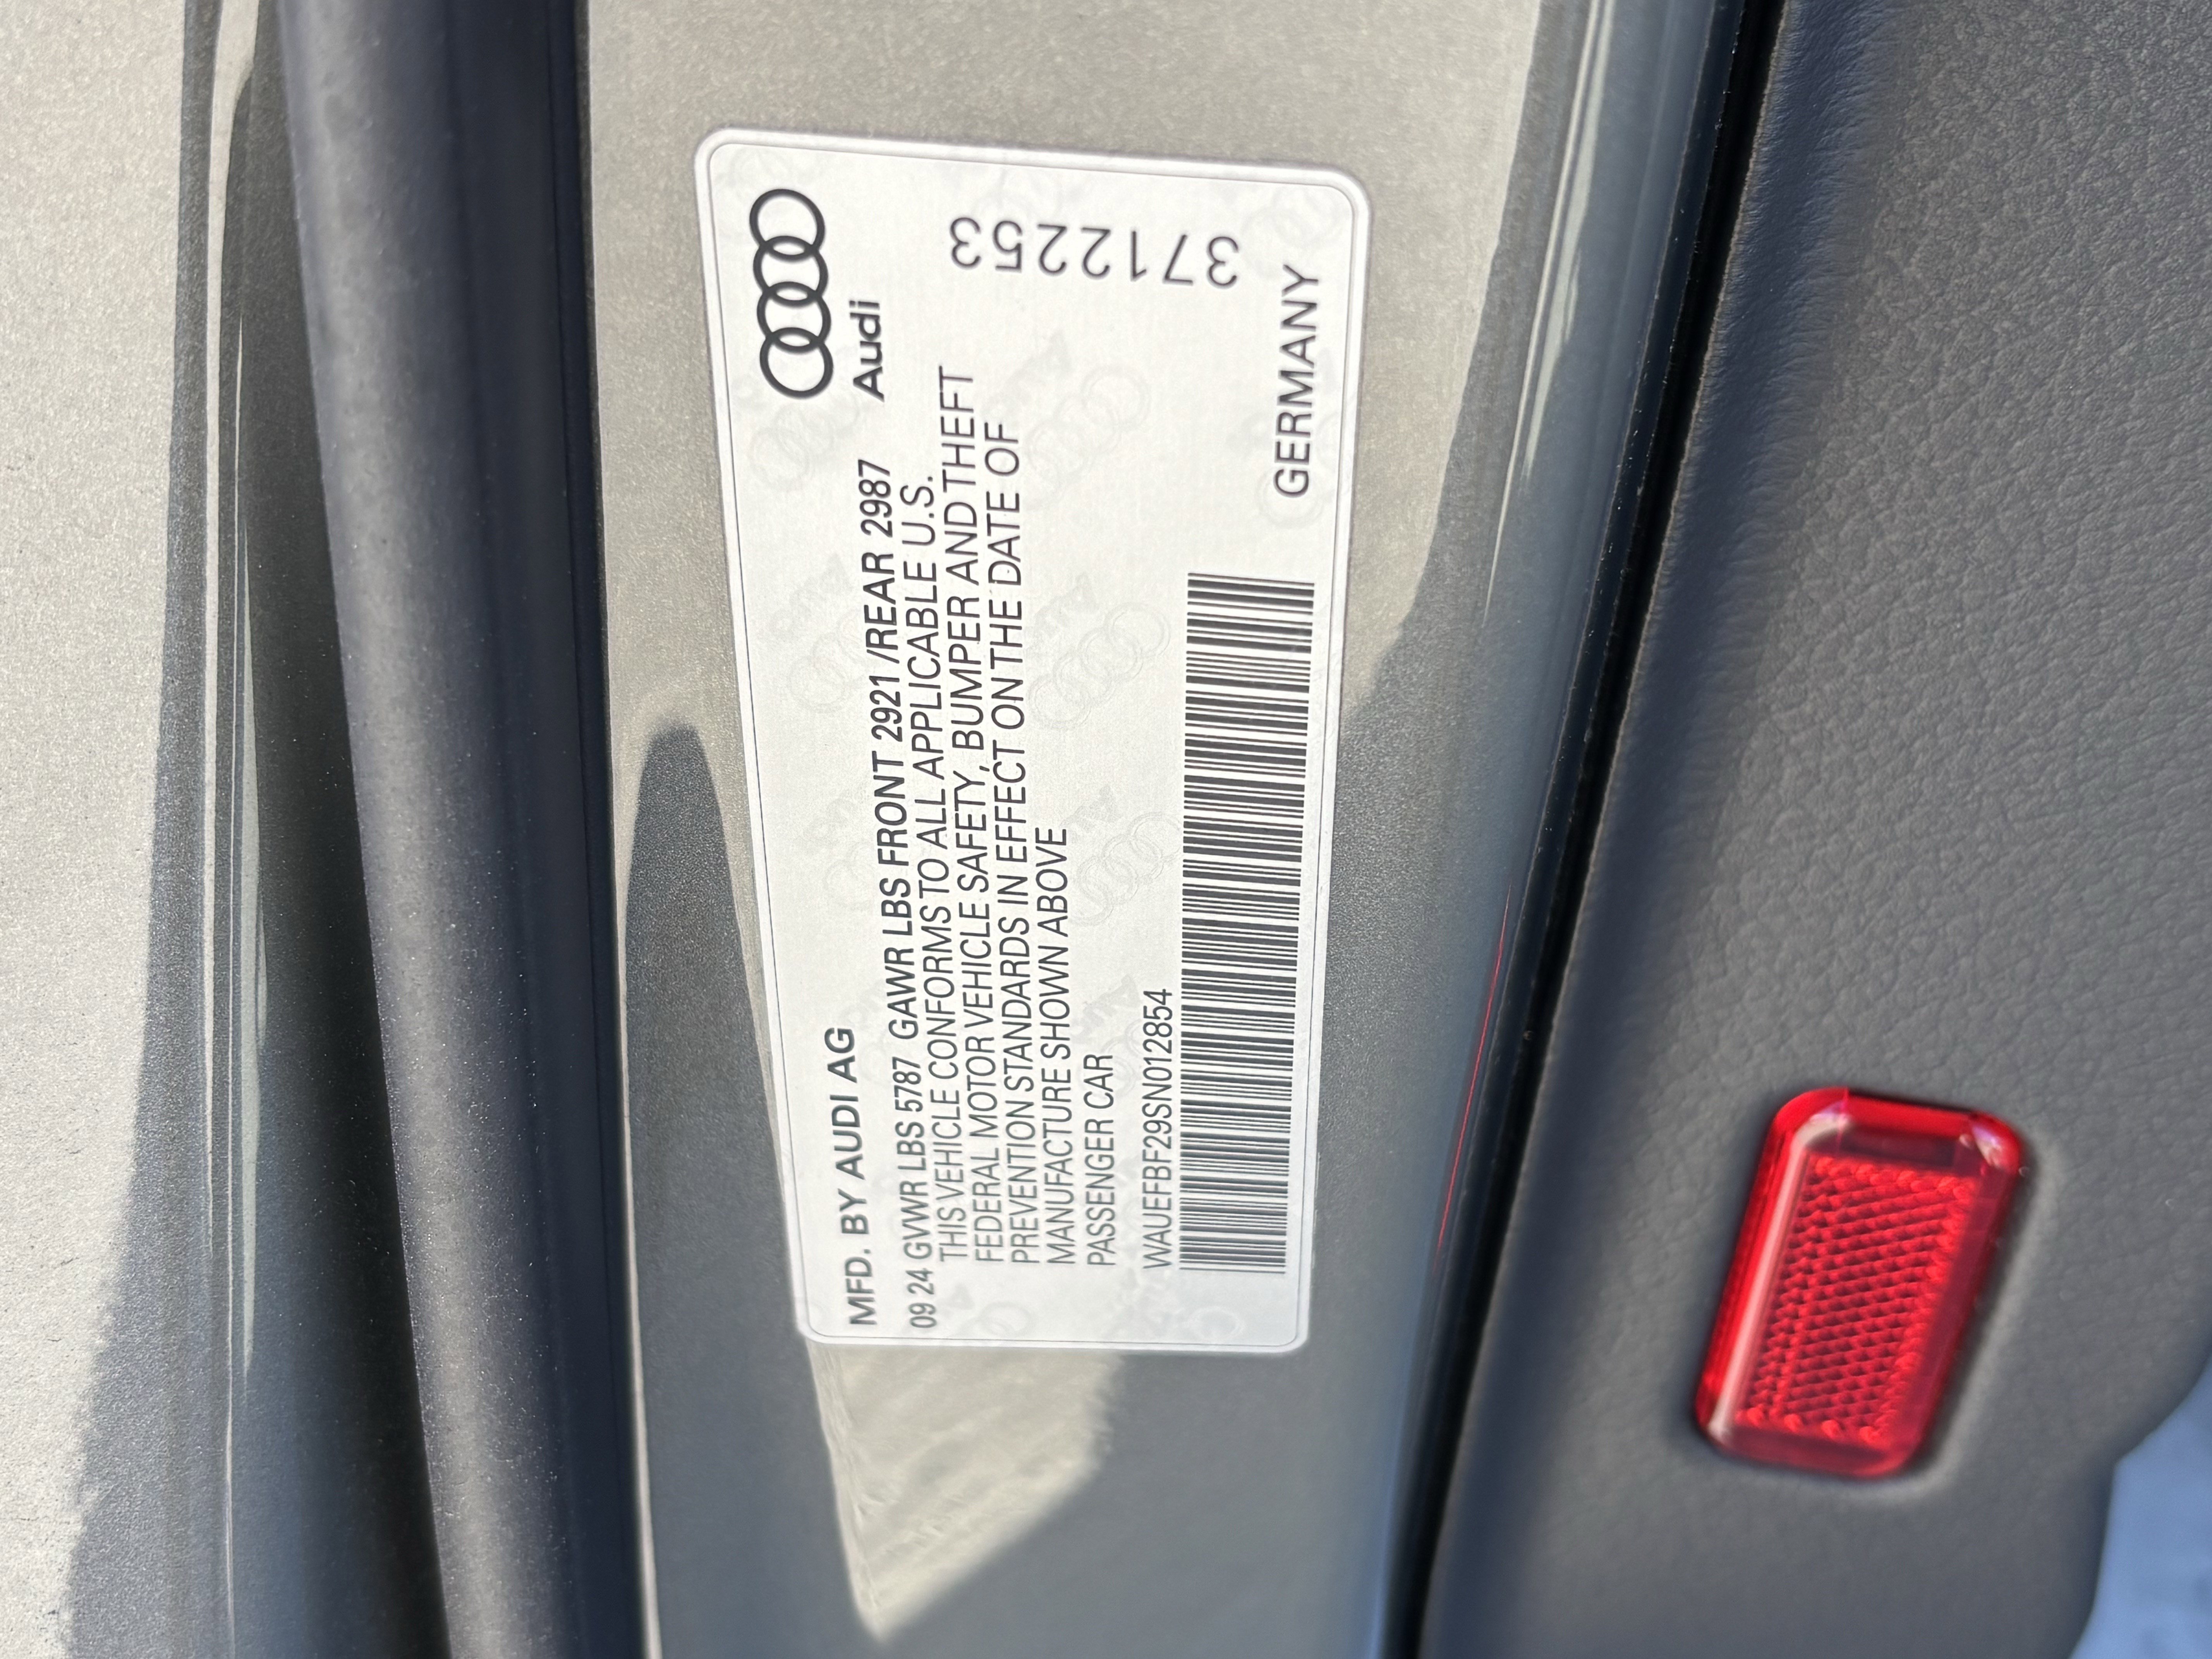 MFD. BY AUDI AG
Audi
09 24 GVWR LBS 5787 GAWR LBS FRONT 2921 /REAR 2987
THIS VEHICLE CONFORMS TO ALL APPLICABLE U.S.
FEDERAL MOTOR VEHICLE SAFETY, BUMPER AND THEFT
PREVENTION STANDARDS IN EFFECT ON THE DATE OF
MANUFACTURE SHOWN ABOVE
PASSENGER CAR
WAUEFBF29SN012854
GERMANY
3712253